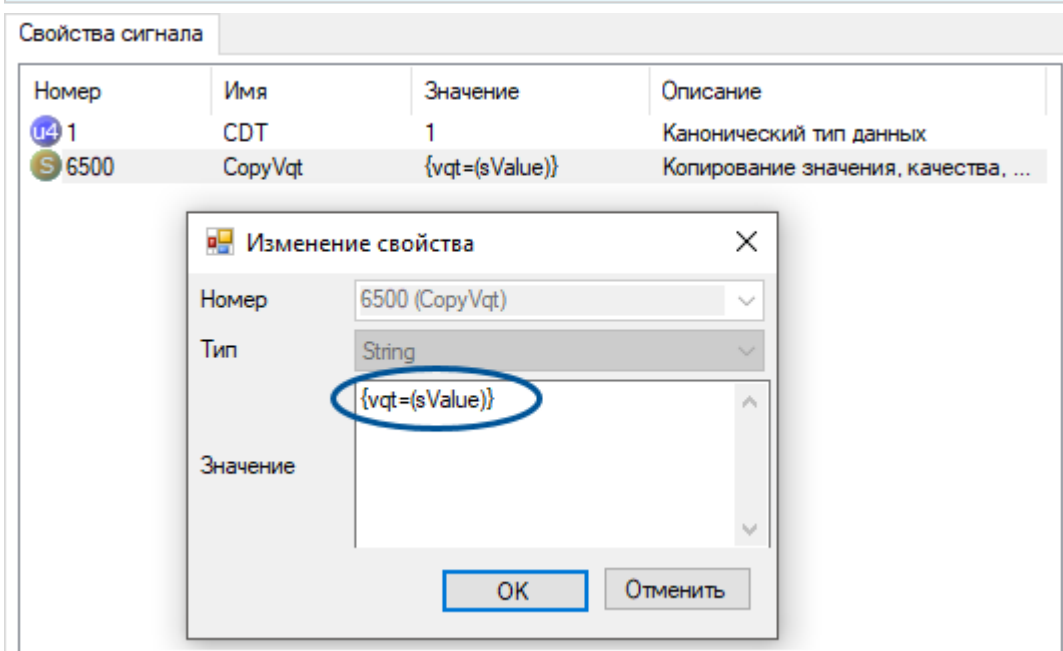 Свойства сигнала
Номер Имя Значение Описание
u4 1 CDT 1 Канонический тип данных
S 6500 CopyVqt {vqt=(sValue)} Копирование значения, качества, ...
Изменение свойства
Номер 6500 (CopyVqt)
Тип String
{vqt=(sValue)}
Значение
OK Отменить